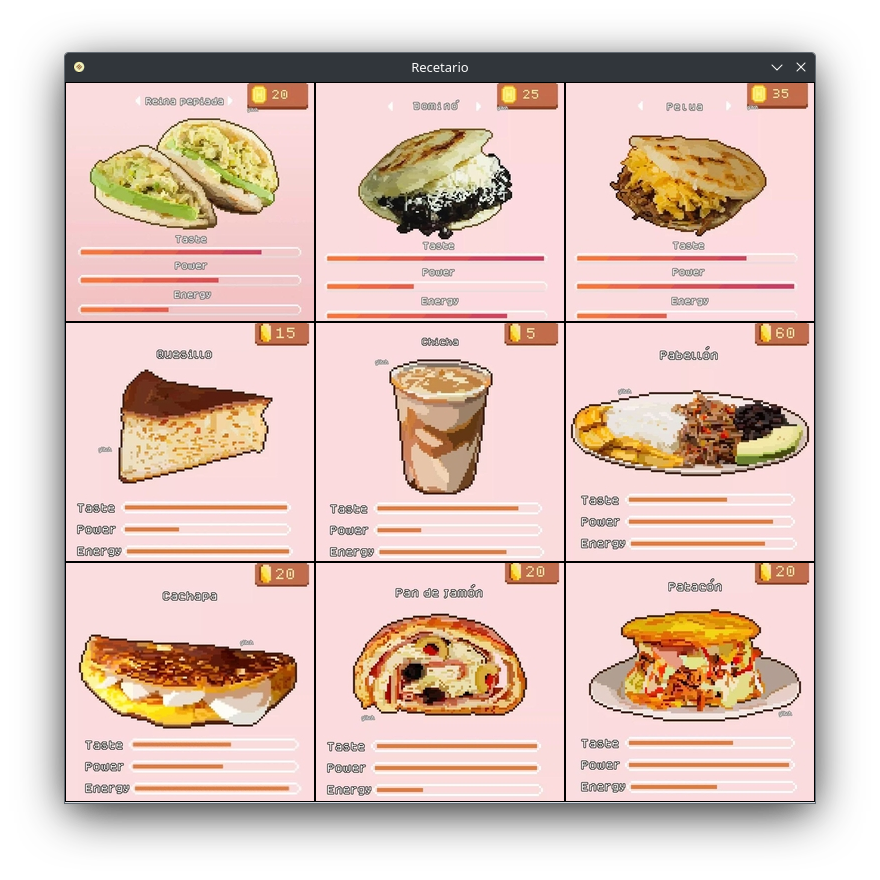 Recetario
Reina pepiada
20
Taste
Power
Energy
Dominó
25
Taste
Power
Energy
Pelua
35
Taste
Power
Energy
15
Quesillo
Taste
Power
Energy
5
Chicha
Taste
Power
Energy
60
Pabellón
Taste
Power
Energy
20
Cachapa
Taste
Power
Energy
20
Pan de Jamón
Taste
Power
Energy
20
Patacón
Taste
Power
Energy